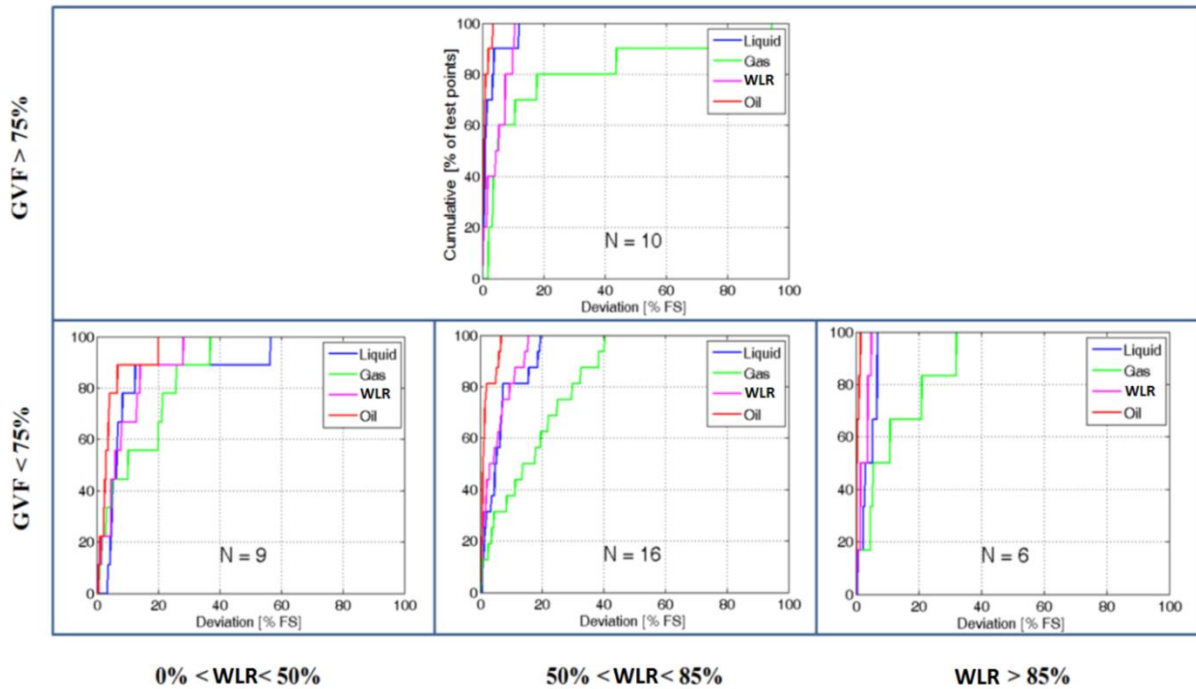 GVF > 75%
Cumulative [% of test points]
100
80
60
40
20
0
Liquid
Gas
WLR
Oil
N = 10
0 20 40 60 80 100
Deviation [% FS]
GVF < 75%
100
80
60
40
20
0
Liquid
Gas
WLR
Oil
N = 9
0 20 40 60 80 100
Deviation [% FS]
100
80
60
40
20
0
Liquid
Gas
WLR
Oil
N = 16
0 20 40 60 80 100
Deviation [% FS]
100
80
60
40
20
0
Liquid
Gas
WLR
Oil
N = 6
0 20 40 60 80 100
Deviation [% FS]
0% < WLR< 50%
50% < WLR< 85%
WLR > 85%